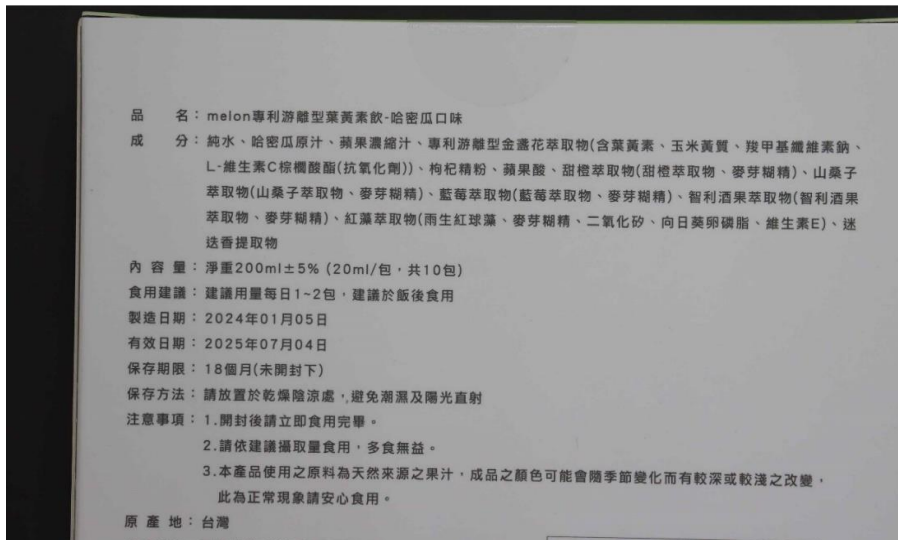 品　　名：melon專利游離型葉黃素飲-哈密瓜口味
成　　分：純水、哈密瓜原汁、蘋果濃縮汁、專利游離型金盞花萃取物(含葉黃素、玉米黃質、羧甲基纖維素鈉、
L-維生素C棕櫚酸酯(抗氧化劑))、枸杞精粉、蘋果酸、甜橙萃取物(甜橙萃取物、麥芽糊精)、山桑子
萃取物(山桑子萃取物、麥芽糊精)、藍莓萃取物(藍莓萃取物、麥芽糊精)、智利酒果萃取物(智利酒果
萃取物、麥芽糊精)、紅藻萃取物(雨生紅球藻、麥芽糊精、二氧化矽、向日葵卵磷脂、維生素E)、迷
迭香提取物
內 容 量：淨重200ml±5% (20ml/包，共10包)
食用建議：建議用量每日1~2包，建議於飯後食用
製造日期：2024年01月05日
有效日期：2025年07月04日
保存期限：18個月(未開封下)
保存方法：請放置於乾燥陰涼處，避免潮濕及陽光直射
注意事項：1.開封後請立即食用完畢。
2.請依建議攝取量食用，多食無益。
3.本產品使用之原料為天然來源之果汁，成品之顏色可能會隨季節變化而有較深或較淺之改變，
此為正常現象請安心食用。
原 產 地：台灣